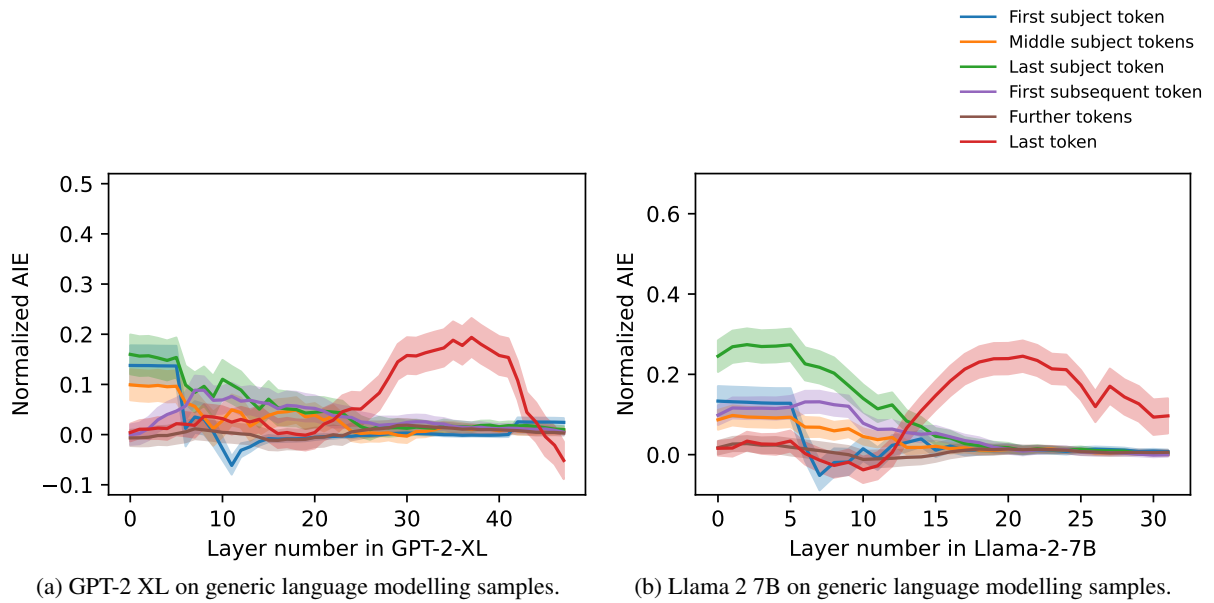 First subject token
Middle subject tokens
Last subject token
First subsequent token
Further tokens
Last token
0.5
0.4
0.3
0.2
0.1
0.0
−0.1
Normalized AIE
0 10 20 30 40
Layer number in GPT-2-XL
(a) GPT-2 XL on generic language modelling samples.
0.6
0.4
0.2
0.0
Normalized AIE
0 5 10 15 20 25 30
Layer number in Llama-2-7B
(b) Llama 2 7B on generic language modelling samples.